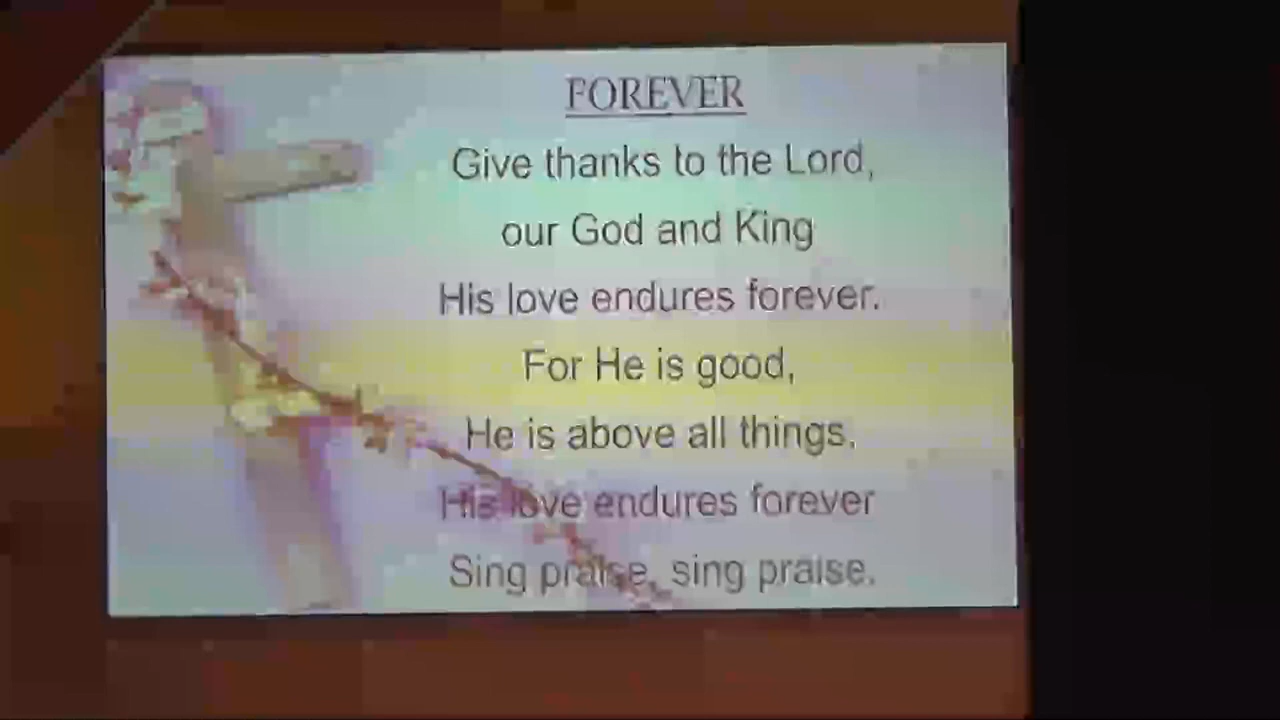 FOREVER
Give thanks to the Lord,
our God and King
His love endures forever.
For He is good,
He is above all things.
His love endures forever
Sing praise, sing praise.